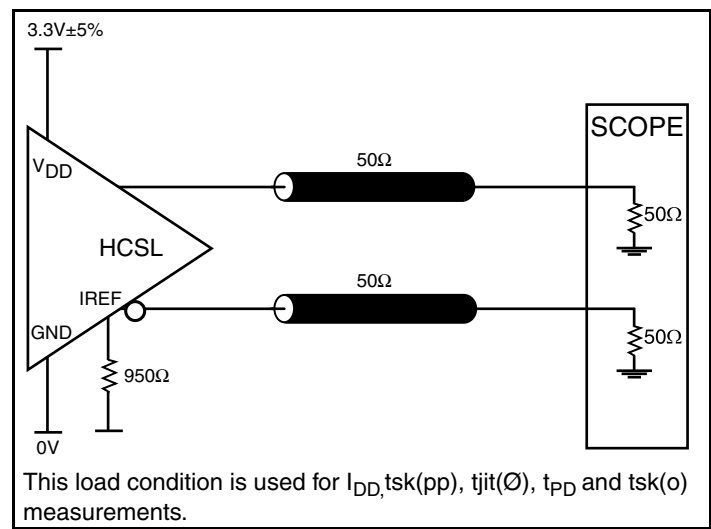 3.3V±5%
SCOPE
VDD
50Ω
50Ω
HCSL
50Ω
IREF
GND
50Ω
950Ω
0V
This load condition is used for IDD,tsk(pp), tjit(Ø), tPD and tsk(o)
measurements.